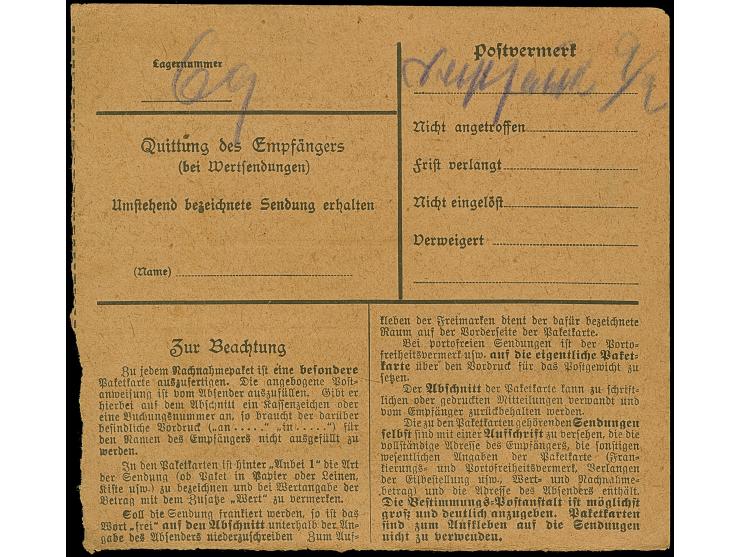 Lagernummer
69
Quittung des Empfängers
(bei Wertsendungen)
Umstehend bezeichnete Sendung erhalten
(Name)
Postvermerk
9/2
Nicht angetroffen
Frist verlangt
Nicht eingelöst
Verweigert
Zur Beachtung
Zu jedem Nachnahmepaket ist eine besondere
Paketkarte auszufertigen. Die angebogene Post-
anweisung ist vom Absender auszufüllen. Gibt er
hierbei auf dem Abschnitt ein Kassenzeichen oder
eine Buchungsnummer an, so braucht der darüber
befindliche Vordruck („an ....." „in .....") für
den Namen des Empfängers nicht ausgefüllt zu
werden.
In den Paketkarten ist hinter „Anbei 1" die Art
der Sendung (ob Paket in Papier oder Leinen,
Kiste usw.) zu bezeichnen und bei Wertangabe der
Betrag mit dem Zusatze „Wert" zu vermerken.
Soll die Sendung frankiert werden, so ist das
Wort „frei" auf den Abschnitt unterhalb der An-
gabe des Absenders niederzuschreiben Zum Auf-
kleben der Freimarken dient der dafür bezeichnete
Raum auf der Vorderseite der Paketkarte.
Bei portofreien Sendungen ist der Porto-
freiheitsvermerk usw. auf die eigentliche Paket-
karte über den Vordruck für das Postgewicht zu
setzen.
Der Abschnitt der Paketkarte kann zu schrift-
lichen oder gedruckten Mitteilungen verwandt und
vom Empfänger zurückbehalten werden.
Die zu den Paketkarten gehörenden Sendungen
selbst sind mit einer Aufschrift zu versehen, die die
vollständige Adresse des Empfängers, die sonstigen
wesentlichen Angaben der Paketkarte (Fran-
kierungs- und Portofreiheitsvermerk, Verlangen
der Eilbestellung usw., Wert- und Nachnahme-
betrag) und die Adresse des Absenders enthält.
Die Bestimmungs-Postanstalt ist möglichst
groß und deutlich anzugeben. Paketkarten
sind zum Aufkleben auf die Sendungen
nicht zu verwenden.